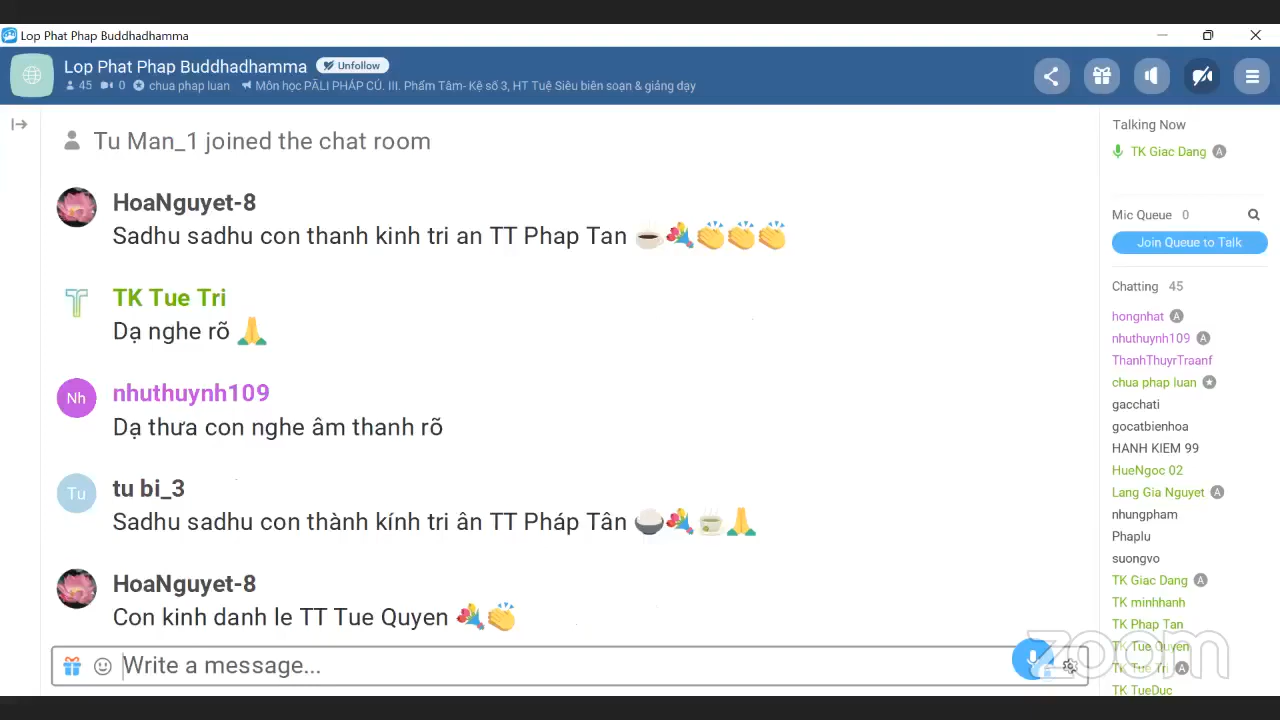 Lop Phat Phap Buddhadhamma
Lop Phat Phap Buddhadhamma Unfollow
45 0 chua phap luan Môn học PĀLI PHÁP CÚ. III. Phẩm Tâm- Kệ số 3, HT Tuệ Siêu biên soạn & giảng dạy
Tu Man_1 joined the chat room
HoaNguyet-8
Sadhu sadhu con thanh kinh tri an TT Phap Tan ☕💐👏👏👏
TK Tue Tri
Dạ nghe rõ 🙏
Nh
nhuthuynh109
Dạ thưa con nghe âm thanh rõ
Tu
tu bi_3
Sadhu sadhu con thành kính tri ân TT Pháp Tân 🍚💐🍵🙏
HoaNguyet-8
Con kinh danh le TT Tue Quyen 💐👏
Write a message...
Talking Now
TK Giac Dang A
Mic Queue 0
Join Queue to Talk
Chatting 45
hongnhat A
nhuthuynh109 A
ThanhThuyrTraanf
chua phap luan
gacchati
gocatbienhoa
HANH KIEM 99
HueNgoc 02
Lang Gia Nguyet A
nhungpham
Phaplu
suongvo
TK Giac Dang A
TK minhhanh
TK Phap Tan
TK Tue Quyen
TK Tue Tri A
TK TueDuc
zoom